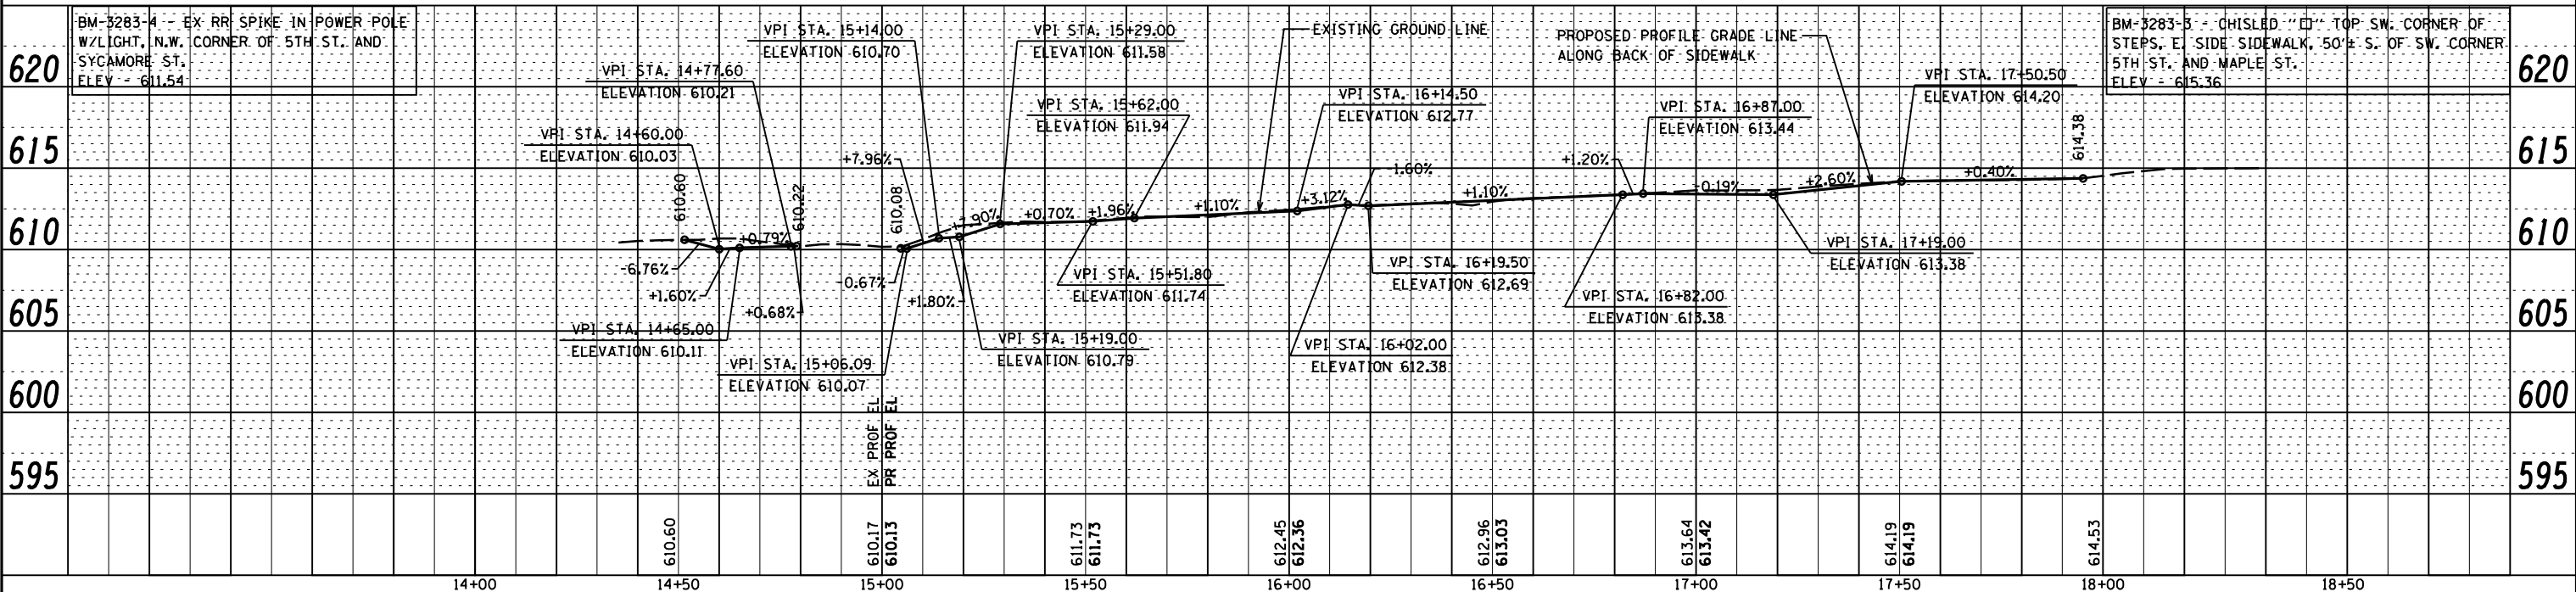 BM-3283-4 - EX RR SPIKE IN POWER POLE
W/LIGHT, N.W. CORNER OF 5TH ST. AND
SYCAMORE ST.
ELEV - 611.54
VPI STA. 15+14.00
ELEVATION 610.70
VPI STA. 15+29.00
ELEVATION 611.58
EXISTING GROUND LINE
PROPOSED PROFILE GRADE LINE
ALONG BACK OF SIDEWALK
BM-3283-3 - CHISLED "□" TOP SW. CORNER OF
STEPS, E. SIDE SIDEWALK, 50'± S. OF SW. CORNER
5TH ST. AND MAPLE ST.
ELEV - 615.36
620
620
VPI STA. 14+77.60
ELEVATION 610.21
VPI STA. 15+62.00
ELEVATION 611.94
VPI STA. 16+14.50
ELEVATION 612.77
VPI STA. 16+87.00
ELEVATION 613.44
VPI STA. 17+50.50
ELEVATION 614.20
VPI STA. 14+60.00
ELEVATION 610.03
615
615
+7.96%
-1.60%
+1.20%
614.38
610.60
610.22
610.08
+7.90%
+0.70%
+1.96%
+1.10%
+3.12%
+1.10%
-0.19%
+2.60%
+0.40%
610
610
+0.79%
-6.76%
+1.60%
+0.68%
-0.67%
+1.80%
VPI STA. 15+51.80
ELEVATION 611.74
VPI STA. 16+19.50
ELEVATION 612.69
VPI STA. 17+19.00
ELEVATION 613.38
VPI STA. 16+82.00
ELEVATION 613.38
605
605
VPI STA. 14+65.00
ELEVATION 610.11
VPI STA. 15+06.09
ELEVATION 610.07
VPI STA. 15+19.00
ELEVATION 610.79
VPI STA. 16+02.00
ELEVATION 612.38
600
600
EX PROF EL
PR PROF EL
595
595
610.60
610.17
610.13
611.73
611.73
612.45
612.36
612.96
613.03
613.64
613.42
614.19
614.19
614.53
14+00
14+50
15+00
15+50
16+00
16+50
17+00
17+50
18+00
18+50